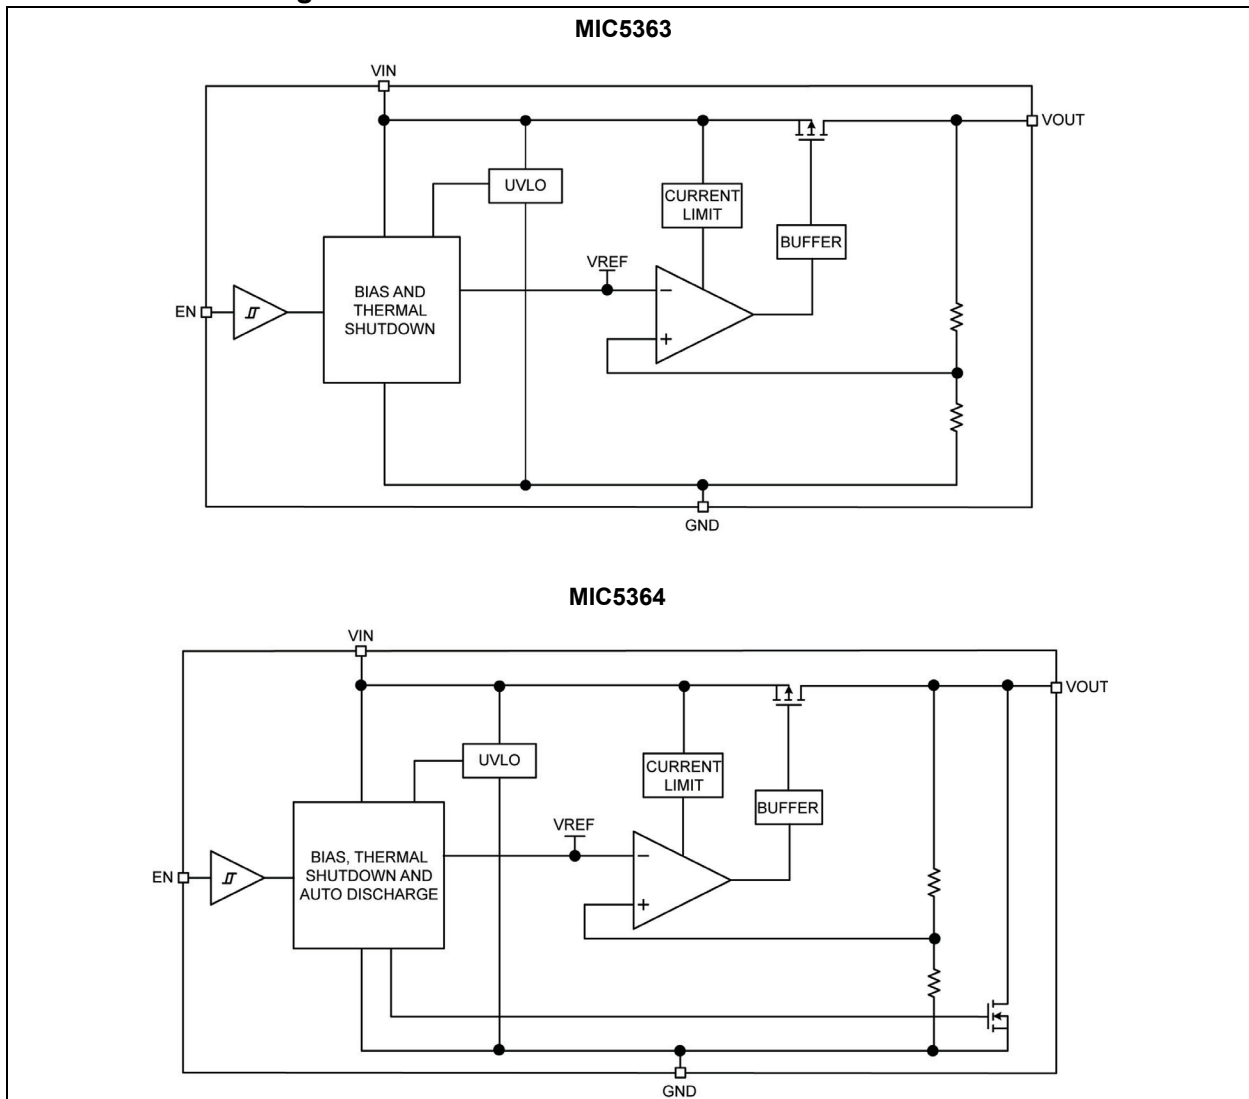 MIC5363
VIN
VOUT
UVLO
CURRENT
LIMIT
BUFFER
VREF
BIAS AND
THERMAL
SHUTDOWN
EN
−
+
GND
MIC5364
VIN
VOUT
UVLO
CURRENT
LIMIT
BUFFER
VREF
BIAS, THERMAL
SHUTDOWN AND
AUTO DISCHARGE
EN
−
+
GND